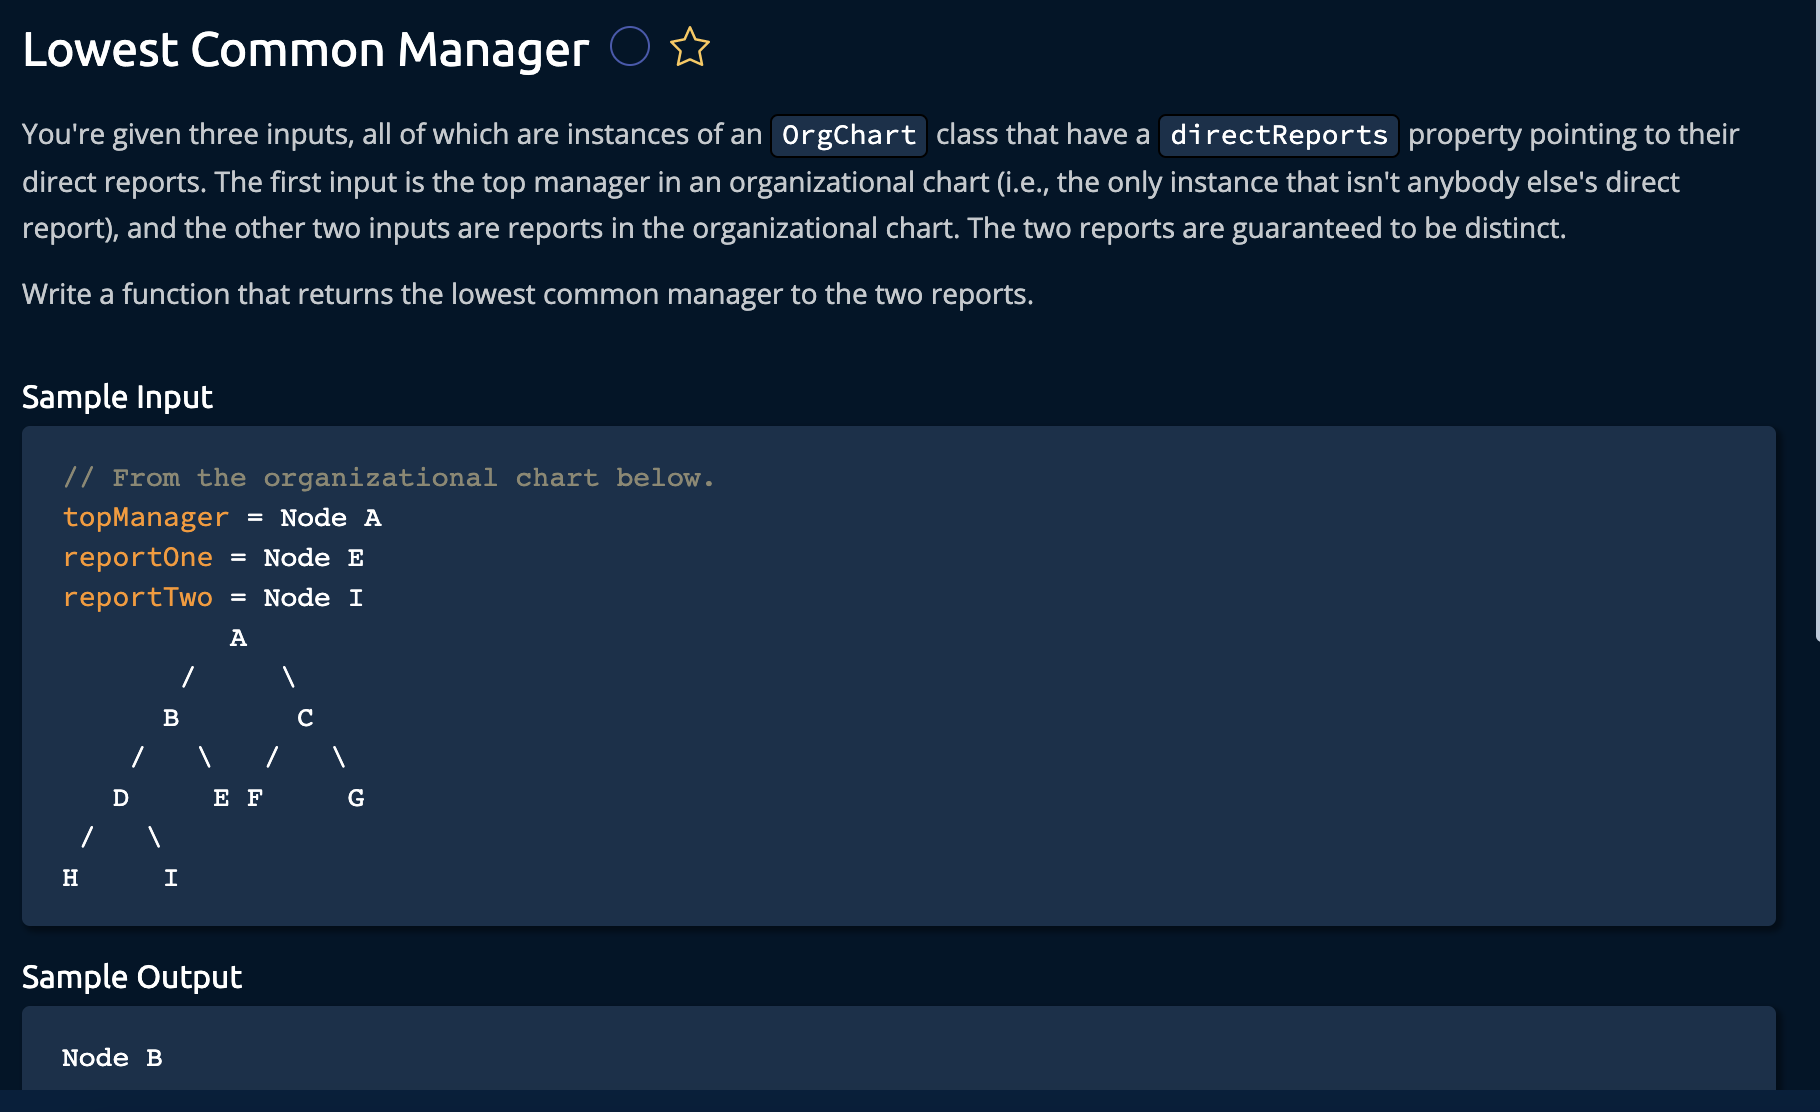 Lowest Common Manager
You're given three inputs, all of which are instances of an OrgChart class that have a directReports property pointing to their
direct reports. The first input is the top manager in an organizational chart (i.e., the only instance that isn't anybody else's direct
report), and the other two inputs are reports in the organizational chart. The two reports are guaranteed to be distinct.
Write a function that returns the lowest common manager to the two reports.
Sample Input
// From the organizational chart below.
topManager = Node A
reportOne = Node E
reportTwo = Node I
A
/ \
B C
/ \ / \
D E F G
/ \
H I
Sample Output
Node B